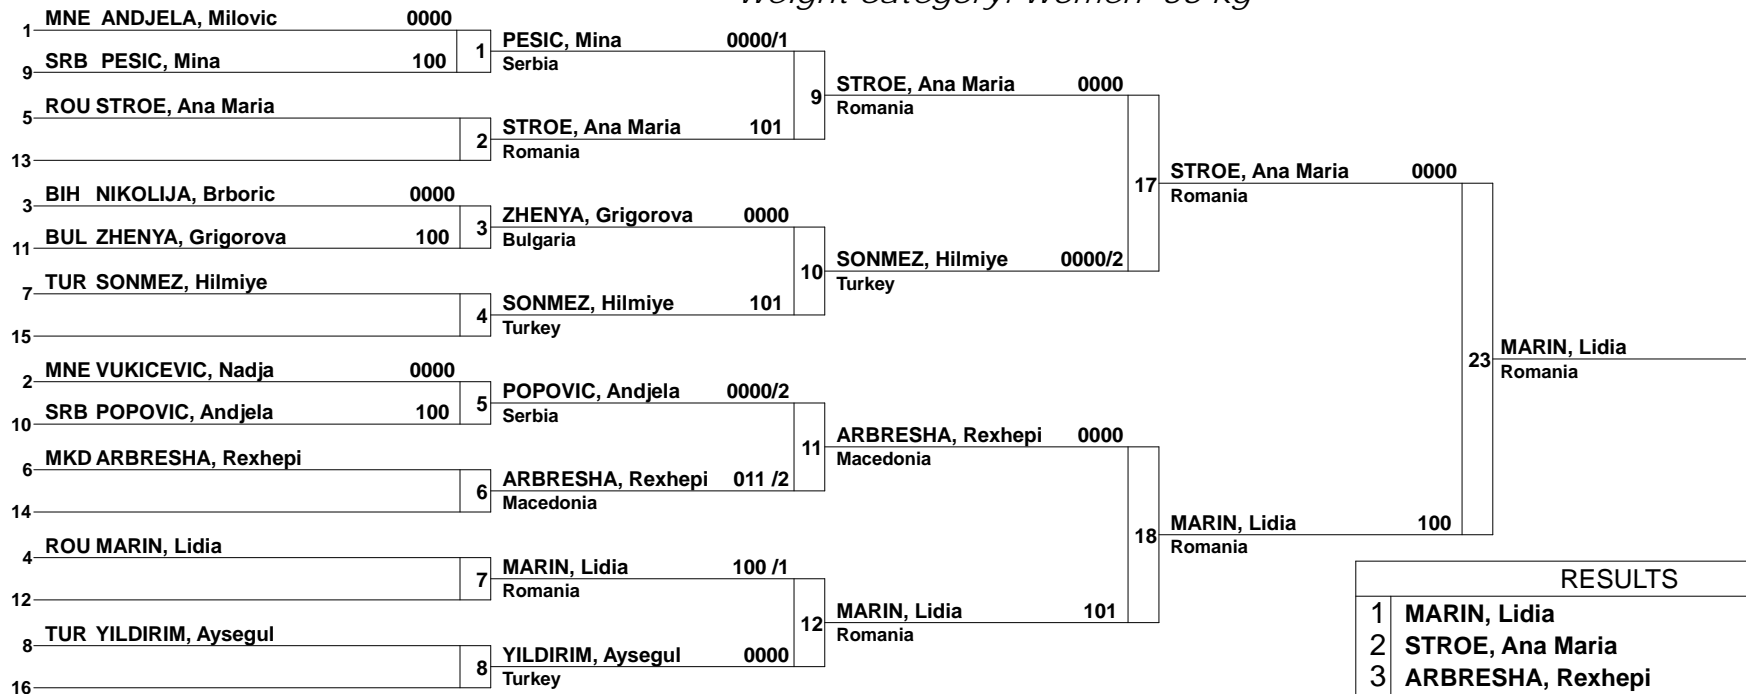 1 MNE ANDJELA, Milovic 0000
9 SRB PESIC, Mina 100
1 PESIC, Mina 0000/1
Serbia
5 ROU STROE, Ana Maria
13
2 STROE, Ana Maria 101
Romania
9 STROE, Ana Maria 0000
Romania
3 BIH NIKOLIJA, Brboric 0000
11 BUL ZHENYA, Grigorova 100
3 ZHENYA, Grigorova 0000
Bulgaria
7 TUR SONMEZ, Hilmiye
15
4 SONMEZ, Hilmiye 101
Turkey
10 SONMEZ, Hilmiye 0000/2
Turkey
17 STROE, Ana Maria 0000
Romania
2 MNE VUKICEVIC, Nadja 0000
10 SRB POPOVIC, Andjela 100
5 POPOVIC, Andjela 0000/2
Serbia
6 MKD ARBRESHA, Rexhepi
14
6 ARBRESHA, Rexhepi 011 /2
Macedonia
11 ARBRESHA, Rexhepi 0000
Macedonia
4 ROU MARIN, Lidia
12
7 MARIN, Lidia 100 /1
Romania
8 TUR YILDIRIM, Aysegul
16
8 YILDIRIM, Aysegul 0000
Turkey
12 MARIN, Lidia 101
Romania
18 MARIN, Lidia 100
Romania
23 MARIN, Lidia
Romania
RESULTS
1 MARIN, Lidia
2 STROE, Ana Maria
3 ARBRESHA, Rexhepi